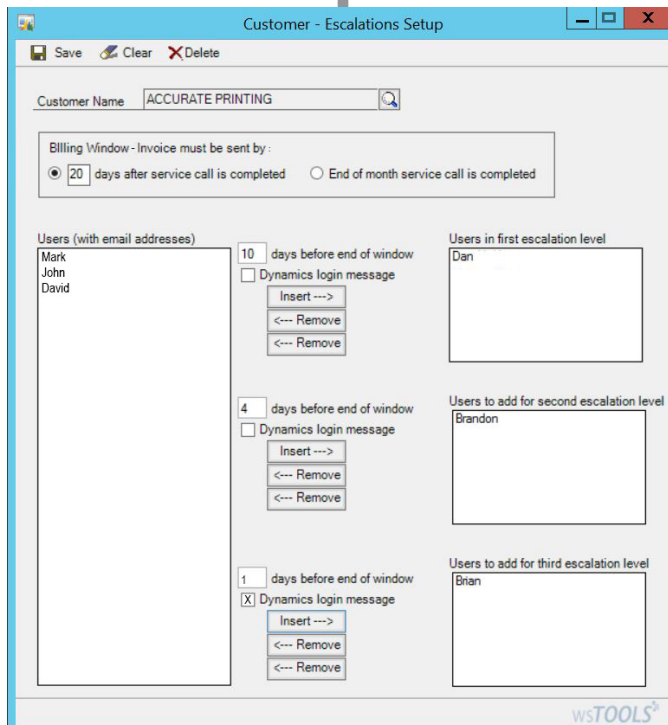 Customer - Escalations Setup
Save Clear Delete
Customer Name ACCURATE PRINTING
BIlling Window - Invoice must be sent by :
20 days after service call is completed End of month service call is completed
Users (with email addresses)
Mark
John
David
10 days before end of window
Dynamics login message
Insert --->
<--- Remove
<--- Remove
Users in first escalation level
Dan
4 days before end of window
Dynamics login message
Insert --->
<--- Remove
<--- Remove
Users to add for second escalation level
Brandon
1 days before end of window
X Dynamics login message
Insert --->
<--- Remove
<--- Remove
Users to add for third escalation level
Brian
wsTOOLS